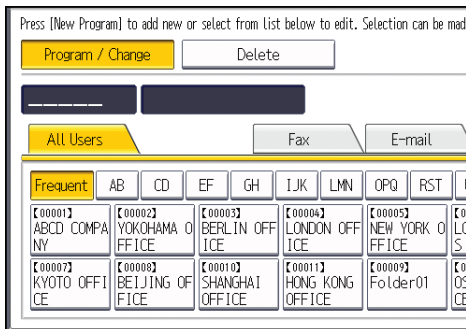 Press [New Program] to add new or select from list below to edit. Selection can be mad
Program / Change Delete
_____
All Users Fax E-mail
Frequent AB CD EF GH IJK LMN OPQ RST
【00001】 【00002】 【00003】 【00004】 【00005】
ABCD COMPA YOKOHAMA O BERLIN OFF LONDON OFF NEW YORK O
NY FFICE ICE ICE FFICE
【00007】 【00008】 【00010】 【00011】 【00009】
KYOTO OFFI BEIJING OF SHANGHAI HONG KONG Folder01
CE FICE OFFICE OFFICE